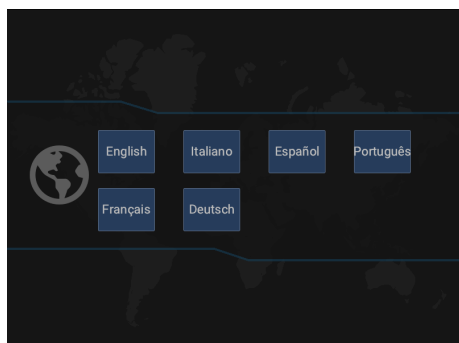 English
Italiano
Español
Português
Français
Deutsch